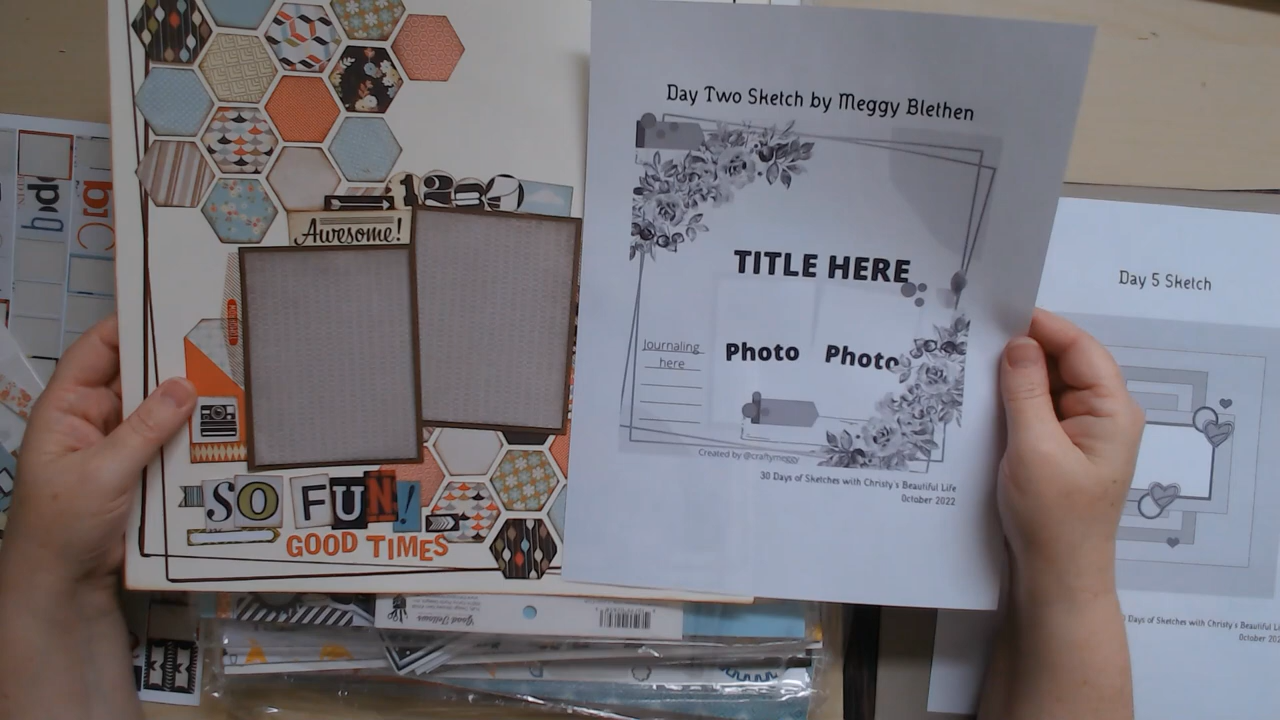 Awesome!
SO FUN!
GOOD TIMES
Day Two Sketch by Meggy Blethen
TITLE HERE
Journaling
here
Photo Photo
Created by @craftymeggy
30 Days of Sketches with Christy's Beautiful Life
October 2022
Day 5 Sketch
Days of Sketches with Christy's Beautiful
October